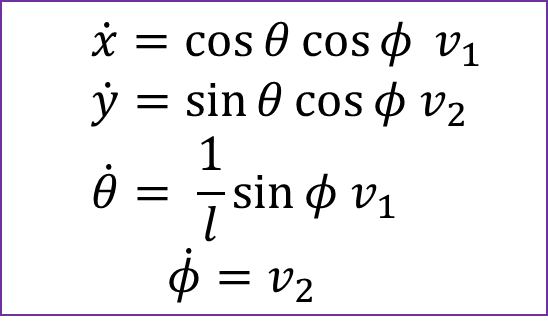 ẋ = cos θ cos ϕ v₁
ẏ = sin θ cos ϕ v₂
θ̇ = 1/l sin ϕ v₁
ϕ̇ = v₂